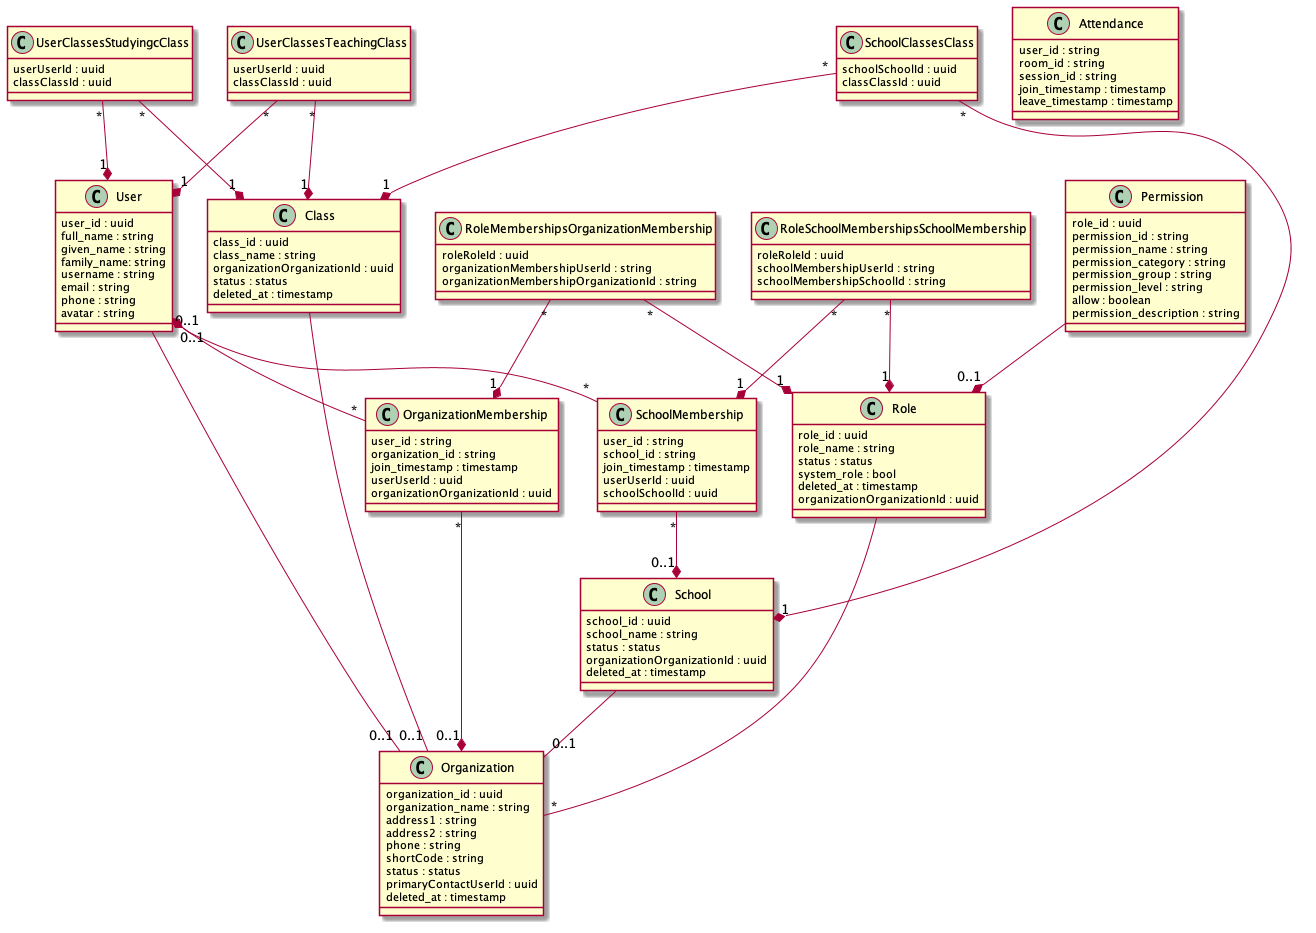 C UserClassesStudyingcClass
userUserId : uuid
classClassId : uuid
C UserClassesTeachingClass
userUserId : uuid
classClassId : uuid
C SchoolClassesClass
schoolSchoolId : uuid
classClassId : uuid
C Attendance
user_id : string
room_id : string
session_id : string
join_timestamp : timestamp
leave_timestamp : timestamp
*
*
*
*
*
*
1
1
1
1
1
C User
user_id : uuid
full_name : string
given_name : string
family_name: string
username : string
email : string
phone : string
avatar : string
C Class
class_id : uuid
class_name : string
organizationOrganizationId : uuid
status : status
deleted_at : timestamp
C RoleMembershipsOrganizationMembership
roleRoleId : uuid
organizationMembershipUserId : string
organizationMembershipOrganizationId : string
C RoleSchoolMembershipsSchoolMembership
roleRoleId : uuid
schoolMembershipUserId : string
schoolMembershipSchoolId : string
C Permission
role_id : uuid
permission_id : string
permission_name : string
permission_category : string
permission_group : string
permission_level : string
allow : boolean
permission_description : string
0..1
0..1
*
*
*
*
1
1
1
1
0..1
*
*
C OrganizationMembership
user_id : string
organization_id : string
join_timestamp : timestamp
userUserId : uuid
organizationOrganizationId : uuid
C SchoolMembership
user_id : string
school_id : string
join_timestamp : timestamp
userUserId : uuid
schoolSchoolId : uuid
C Role
role_id : uuid
role_name : string
status : status
system_role : bool
deleted_at : timestamp
organizationOrganizationId : uuid
*
*
0..1
1
C School
school_id : uuid
school_name : string
status : status
organizationOrganizationId : uuid
deleted_at : timestamp
0..1
0..1
0..1
0..1
*
C Organization
organization_id : uuid
organization_name : string
address1 : string
address2 : string
phone : string
shortCode : string
status : status
primaryContactUserId : uuid
deleted_at : timestamp